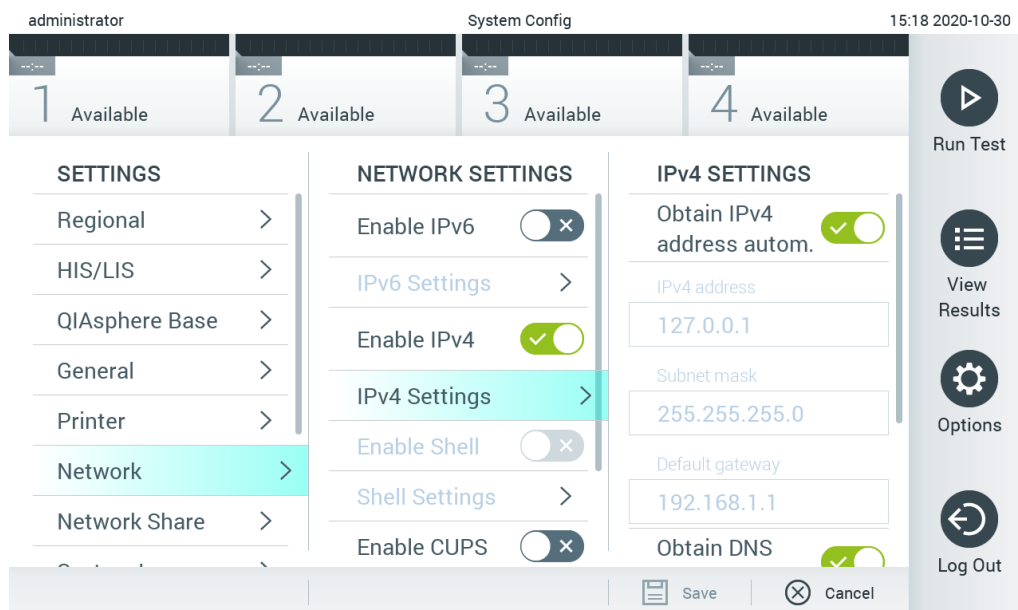 administrator
System Config
15:18 2020-10-30
--:--
--:--
--:--
--:--
1 Available
2 Available
3 Available
4 Available
Run Test
View
Results
Options
Log Out
SETTINGS
Regional
HIS/LIS
QIAsphere Base
General
Printer
Network
Network Share
NETWORK SETTINGS
Enable IPv6
IPv6 Settings
Enable IPv4
IPv4 Settings
Enable Shell
Shell Settings
Enable CUPS
IPv4 SETTINGS
Obtain IPv4
address autom.
IPv4 address
127.0.0.1
Subnet mask
255.255.255.0
Default gateway
192.168.1.1
Obtain DNS
Save
Cancel